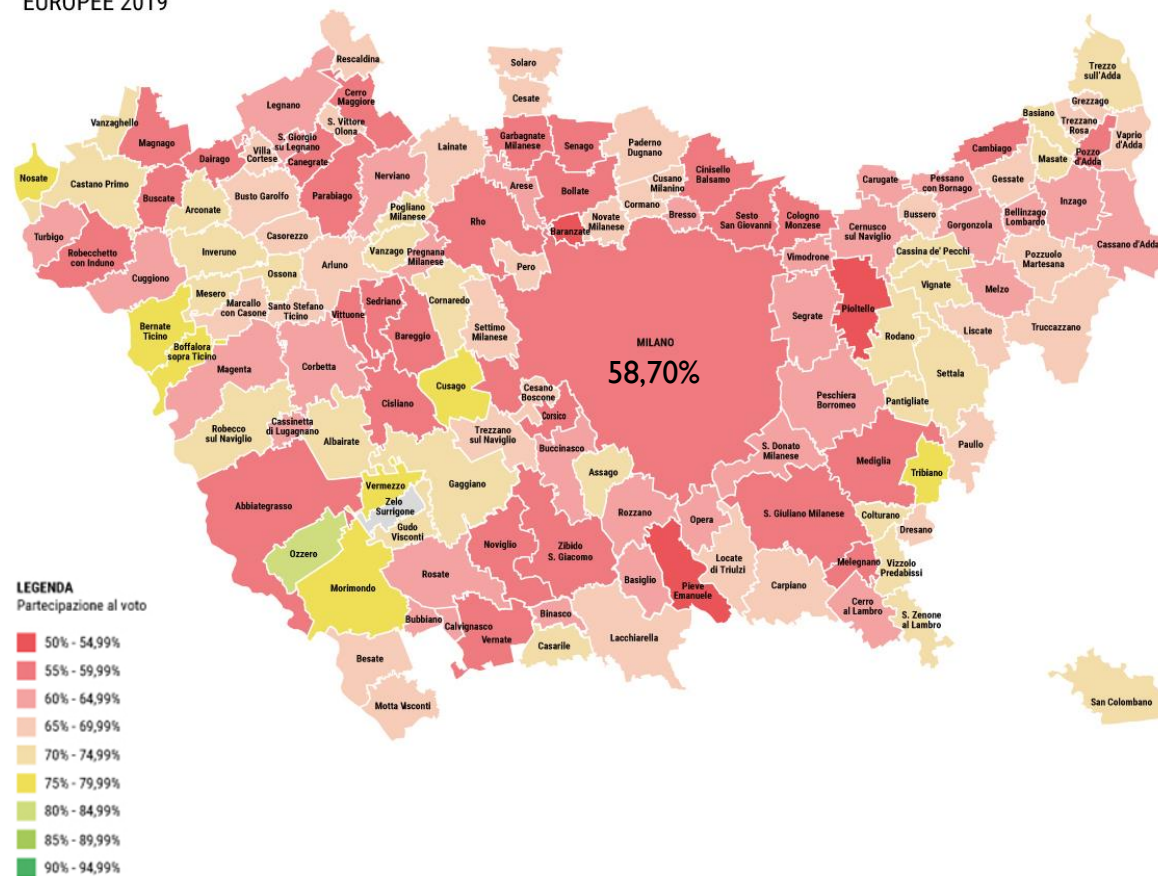 EUROPEE 2019
Rescaldina
Solaro
Trezzo
sull'Adda
Cesate
Legnano
Cerro
Maggiore
Grezzago
Basiano
Trezzano
Rosa
Vaprio
d'Adda
Vanzaghello
Magnago
S. Vittore
Olona
S. Giorgio
su Legnano
Villa
Cortese
Dairago
Canegrate
Lainate
Garbagnate
Milanese
Senago
Paderno
Dugnano
Cambiago
Masate
Pozzo
d'Adda
Nosate
Castano Primo
Buscate
Arconate
Busto Garolfo
Parabiago
Nerviano
Arese
Bollate
Cusano
Milanino
Cinisello
Balsamo
Carugate
Pessano
con Bornago
Gessate
Inzago
Pogliano
Milanese
Rho
Baranzate
Novate
Milanese
Cormano
Bresso
Sesto
San Giovanni
Cologno
Monzese
Cernusco
sul Naviglio
Bussero
Gorgonzola
Bellinzago
Lombardo
Turbigo
Robecchetto
con Induno
Casorezzo
Inveruno
Vanzago
Pregnana
Milanese
Cassano d'Adda
Cuggiono
Ossona
Arluno
Pero
Vimodrone
Cassina de' Pecchi
Pozzuolo
Martesana
Mesero
Marcallo
con Casone
Santo Stefano
Ticino
Sedriano
Vittuone
Cornaredo
Vignate
Melzo
Bernate
Ticino
Bareggio
Settimo
Milanese
Segrate
Pioltello
Liscate
Truccazzano
Boffalora
sopra Ticino
Magenta
Corbetta
MILANO
58,70%
Rodano
Settala
Cusago
Cesano
Boscone
Corsico
Peschiera
Borromeo
Pantigliate
Cisliano
Robecco
sul Naviglio
Cassinetta
di Lugagnano
Albairate
Trezzano
sul Naviglio
Buccinasco
S. Donato
Milanese
Paullo
Mediglia
Tribiano
Assago
Vermezzo
Zelo
Surrigone
Gaggiano
Abbiategrasso
Gudo
Visconti
Rozzano
Opera
S. Giuliano Milanese
Colturano
Dresano
Ozzero
Noviglio
Zibido
S. Giacomo
Locate
di Triulzi
Melegnano
Vizzolo
Predabissi
Morimondo
Rosate
Basiglio
Pieve
Emanuele
Carpiano
Cerro
al Lambro
S. Zenone
al Lambro
Bubbiano
Calvignasco
Vernate
Binasco
Casarile
Lacchiarella
Besate
Motta Visconti
San Colombano
LEGENDA
Partecipazione al voto
50% - 54,99%
55% - 59,99%
60% - 64,99%
65% - 69,99%
70% - 74,99%
75% - 79,99%
80% - 84,99%
85% - 89,99%
90% - 94,99%